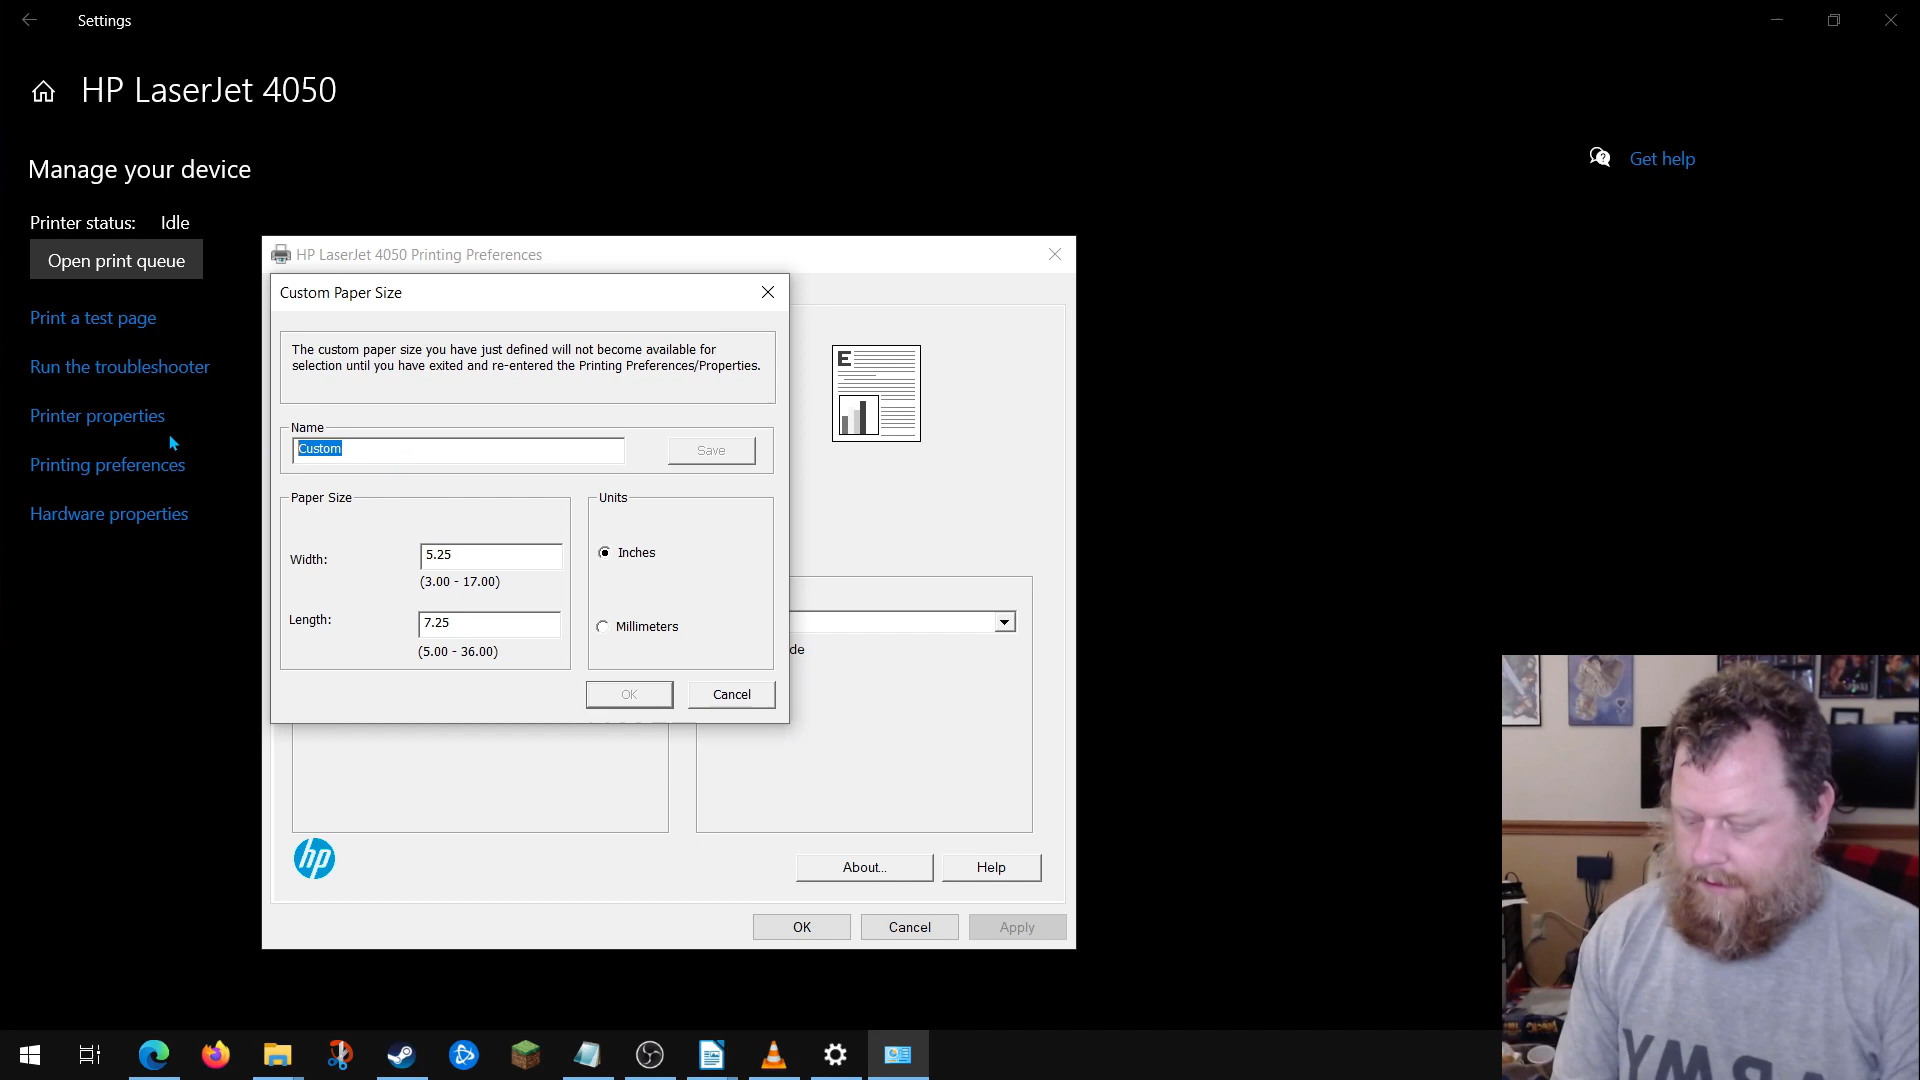 Settings
HP LaserJet 4050
Manage your device
Get help
Printer status: Idle
Open print queue
Print a test page
Run the troubleshooter
Printer properties
Printing preferences
Hardware properties
HP LaserJet 4050 Printing Preferences
Custom Paper Size
The custom paper size you have just defined will not become available for
selection until you have exited and re-entered the Printing Preferences/Properties.
E
Name
Custom
Save
Paper Size
Units
Width:
5.25
(3.00 - 17.00)
Inches
Length:
7.25
(5.00 - 36.00)
Millimeters
de
OK
Cancel
hp
About...
Help
OK
Cancel
Apply